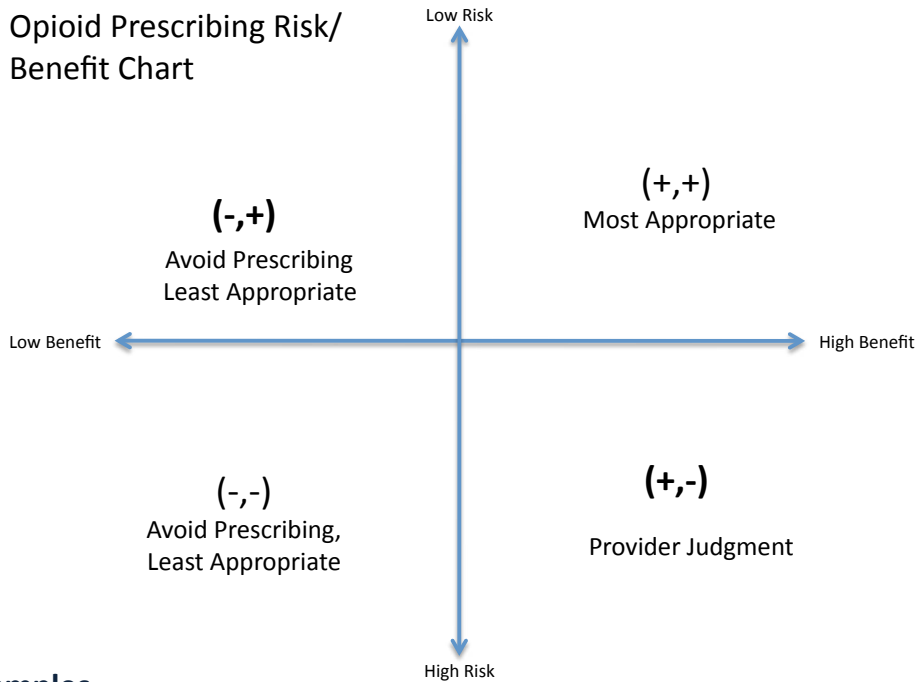 Opioid Prescribing Risk/
Benefit Chart
Low Risk
(-,+)
Avoid Prescribing
Least Appropriate
(+,+)
Most Appropriate
Low Benefit
High Benefit
(-,-)
Avoid Prescribing,
Least Appropriate
(+,-)
Provider Judgment
High Risk